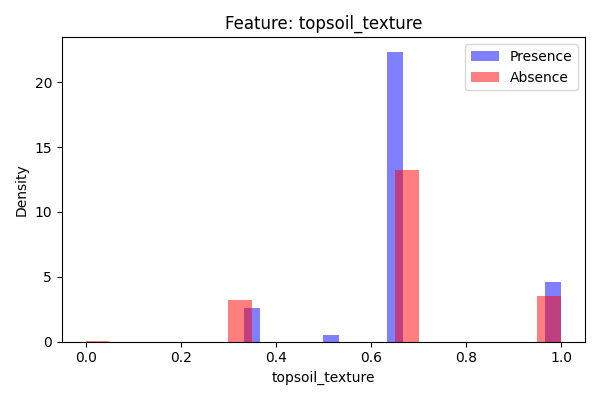 Feature: topsoil_texture
Presence
Absence
Density
20
15
10
5
0
0.0 0.2 0.4 0.6 0.8 1.0
topsoil_texture